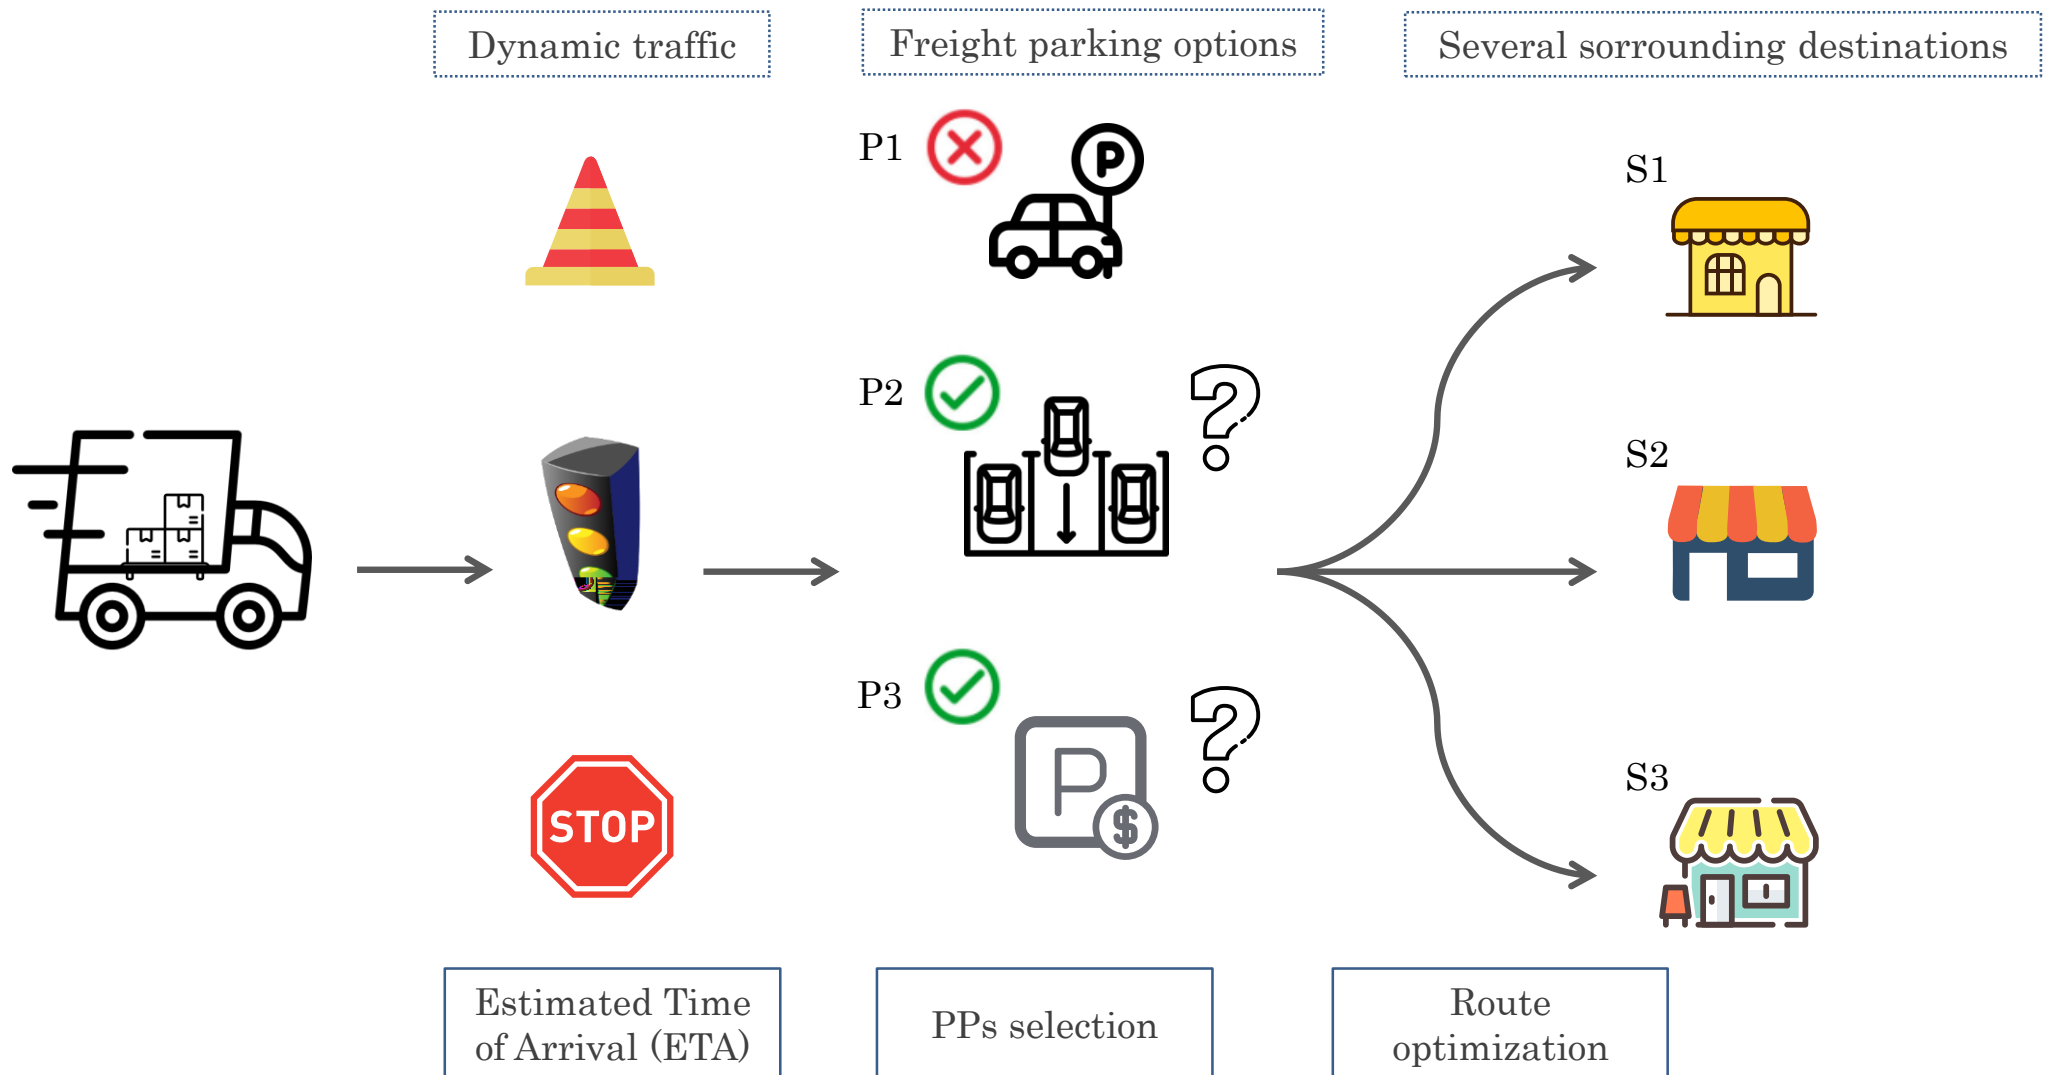 Dynamic traffic
Freight parking options
Several sorrounding destinations
P1
P
S1
P2
S2
P3
P
$
S3
STOP
Estimated Time
of Arrival (ETA)
PPs selection
Route
optimization